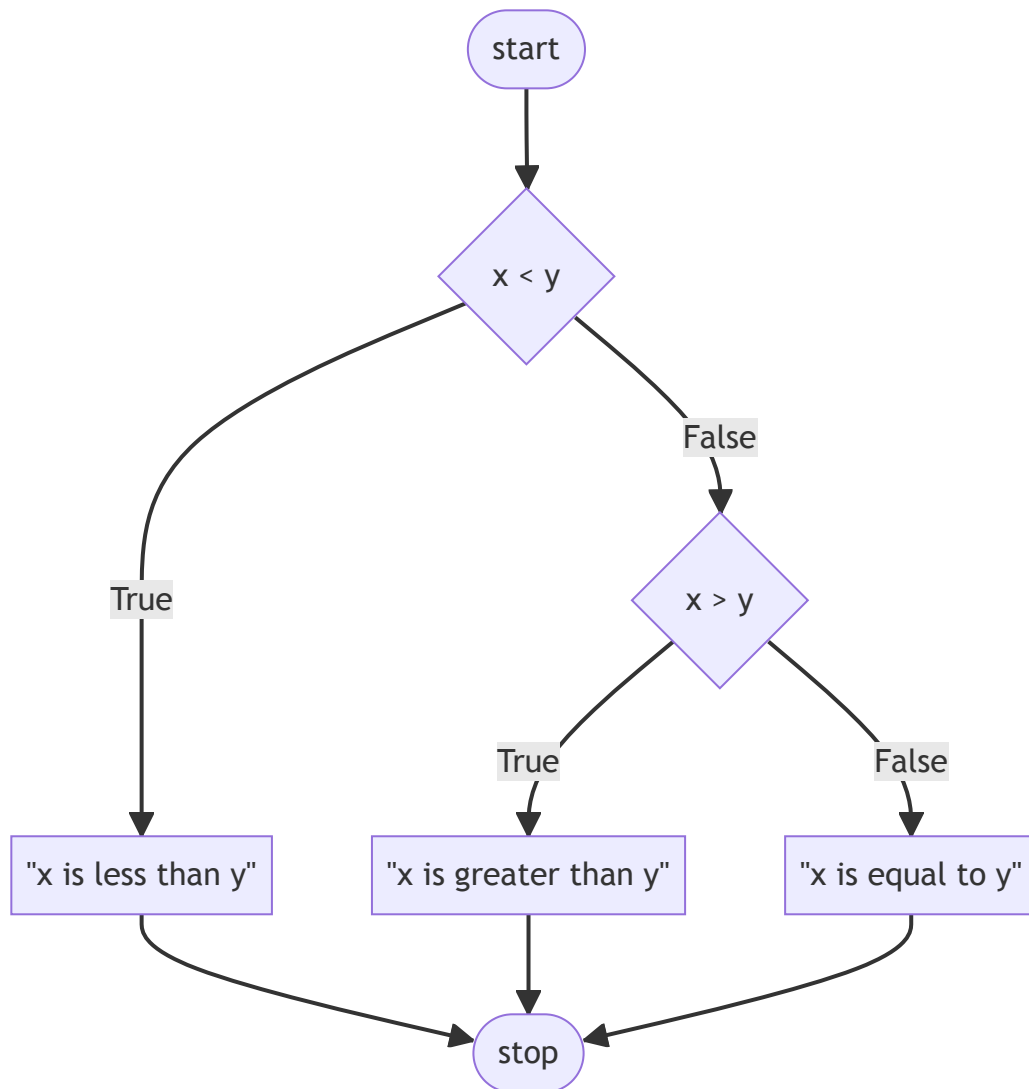 start
x < y
False
True
x > y
True
False
"x is less than y"
"x is greater than y"
"x is equal to y"
stop